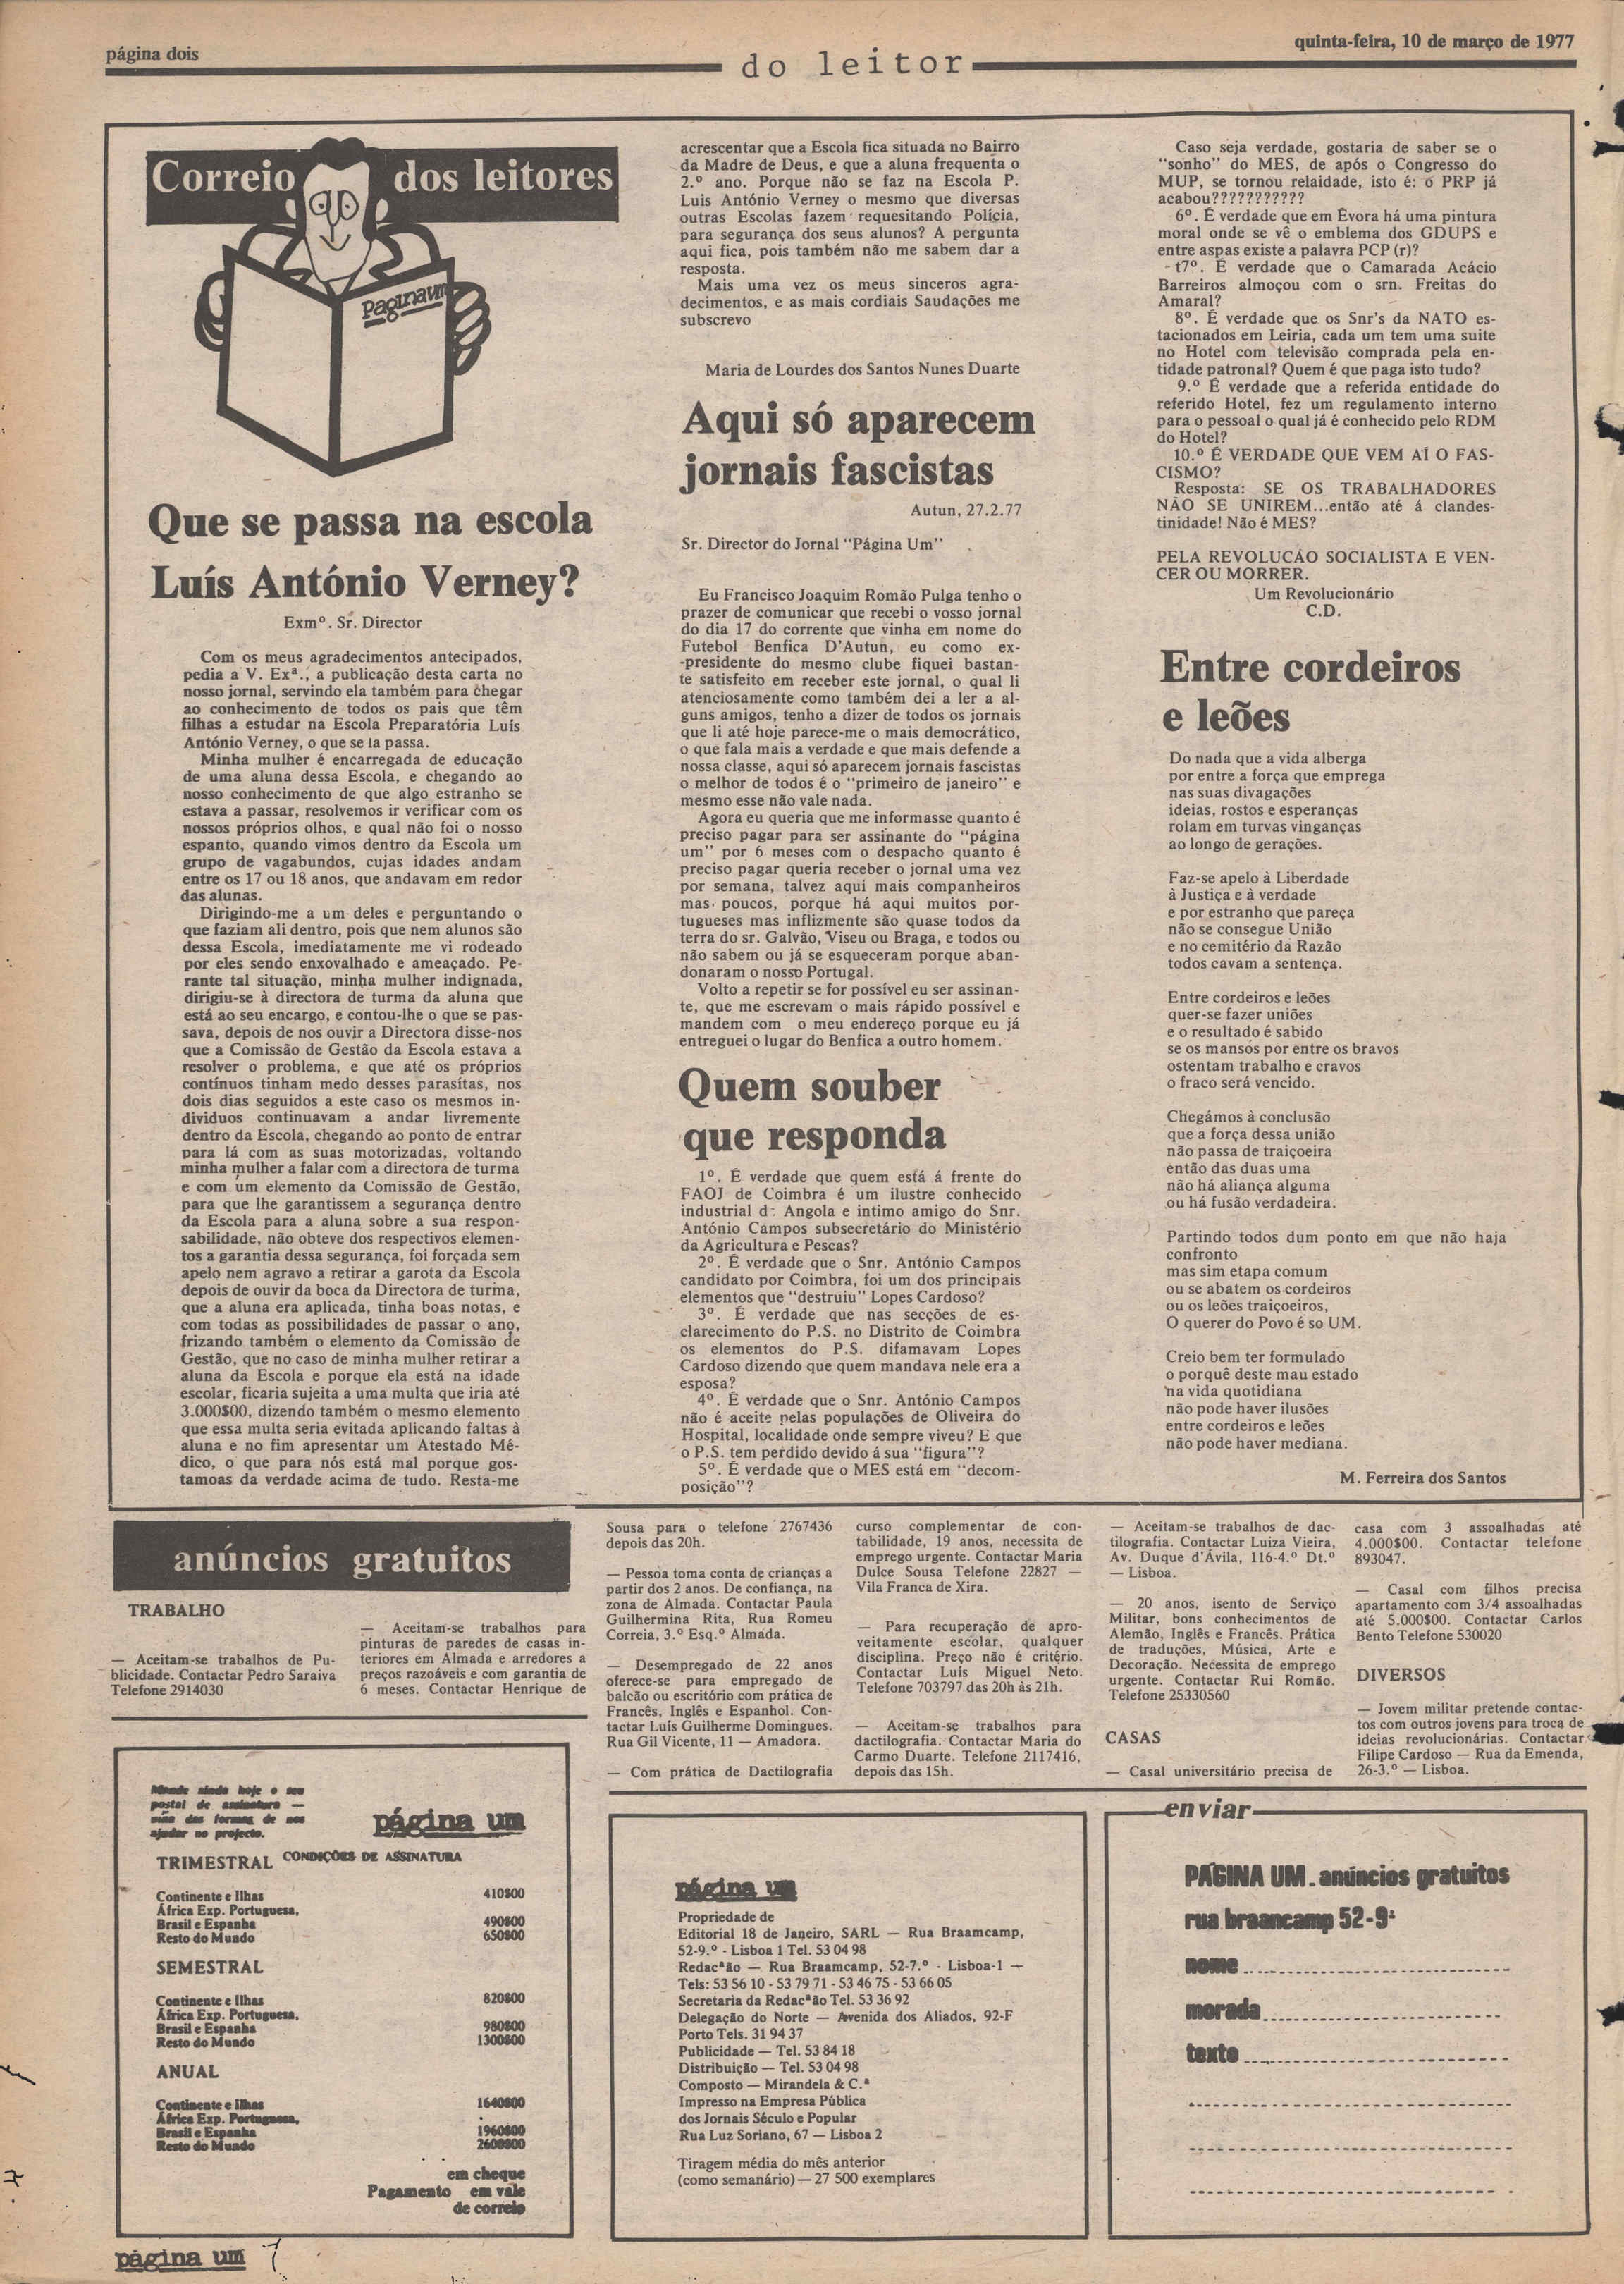 página dois
do leitor
quinta-feira, 10 de março de 1977
Correio dos leitores
Paginaum
Que se passa na escola
Luís António Verney?
Exmº. Sr. Director
Com os meus agradecimentos antecipados,
pedia a V. Exª., a publicação desta carta no
nosso jornal, servindo ela também para chegar
ao conhecimento de todos os pais que têm
filhas a estudar na Escola Preparatória Luís
António Verney, o que se la passa.
Minha mulher é encarregada de educação
de uma aluna dessa Escola, e chegando ao
nosso conhecimento de que algo estranho se
estava a passar, resolvemos ir verificar com os
nossos próprios olhos, e qual não foi o nosso
espanto, quando vimos dentro da Escola um
grupo de vagabundos, cujas idades andam
entre os 17 ou 18 anos, que andavam em redor
das alunas.
Dirigindo-me a um deles e perguntando o
que faziam ali dentro, pois que nem alunos são
dessa Escola, imediatamente me vi rodeado
por eles sendo enxovalhado e ameaçado. Pe-
rante tal situação, minha mulher indignada,
dirigiu-se à directora de turma da aluna que
está ao seu encargo, e contou-lhe o que se pas-
sava, depois de nos ouvir a Directora disse-nos
que a Comissão de Gestão da Escola estava a
resolver o problema, e que até os próprios
contínuos tinham medo desses parasítas, nos
dois dias seguidos a este caso os mesmos in-
dividuos continuavam a andar livremente
dentro da Escola, chegando ao ponto de entrar
para lá com as suas motorizadas, voltando
minha mulher a falar com a directora de turma
e com um elemento da Comissão de Gestão,
para que lhe garantissem a segurança dentro
da Escola para a aluna sobre a sua respon-
sabilidade, não obteve dos respectivos elemen-
tos a garantia dessa segurança, foi forçada sem
apelo nem agravo a retirar a garota da Escola
depois de ouvir da boca da Directora de turma,
que a aluna era aplicada, tinha boas notas, e
com todas as possibilidades de passar o ano,
frizando também o elemento da Comissão de
Gestão, que no caso de minha mulher retirar a
aluna da Escola e porque ela está na idade
escolar, ficaria sujeita a uma multa que iria até
3.000$00, dizendo também o mesmo elemento
que essa multa seria evitada aplicando faltas à
aluna e no fim apresentar um Atestado Mé-
dico, o que para nós está mal porque gos-
tamoas da verdade acima de tudo. Resta-me
acrescentar que a Escola fica situada no Bairro
da Madre de Deus, e que a aluna frequenta o
2.º ano. Porque não se faz na Escola P.
Luis António Verney o mesmo que diversas
outras Escolas fazem requesitando Polícia,
para segurança dos seus alunos? A pergunta
aqui fica, pois também não me sabem dar a
resposta.
Mais uma vez os meus sinceros agra-
decimentos, e as mais cordiais Saudações me
subscrevo
Maria de Lourdes dos Santos Nunes Duarte
Aqui só aparecem
jornais fascistas
Autun, 27.2.77
Sr. Director do Jornal "Página Um"
Eu Francisco Joaquim Romão Pulga tenho o
prazer de comunicar que recebi o vosso jornal
do dia 17 do corrente que vinha em nome do
Futebol Benfica D'Autun, eu como ex-
-presidente do mesmo clube fiquei bastan-
te satisfeito em receber este jornal, o qual li
atenciosamente como também dei a ler a al-
guns amigos, tenho a dizer de todos os jornais
que li até hoje parece-me o mais democrático,
o que fala mais a verdade e que mais defende a
nossa classe, aqui só aparecem jornais fascistas
o melhor de todos é o "primeiro de janeiro" e
mesmo esse não vale nada.
Agora eu queria que me informasse quanto é
preciso pagar para ser assinante do "página
um" por 6 meses com o despacho quanto é
preciso pagar queria receber o jornal uma vez
por semana, talvez aqui mais companheiros
mas poucos, porque há aqui muitos por-
tugueses mas inflizmente são quase todos da
terra do sr. Galvão, Viseu ou Braga, e todos ou
não sabem ou já se esqueceram porque aban-
donaram o nosso Portugal.
Volto a repetir se for possível eu ser assinan-
te, que me escrevam o mais rápido possível e
mandem com o meu endereço porque eu já
entreguei o lugar do Benfica a outro homem.
Quem souber
que responda
1º. É verdade que quem está á frente do
FAOJ de Coimbra é um ilustre conhecido
industrial d: Angola e intimo amigo do Snr.
António Campos subsecretário do Ministério
da Agricultura e Pescas?
2º. É verdade que o Snr. António Campos
candidato por Coimbra, foi um dos principais
elementos que "destruiu" Lopes Cardoso?
3º. É verdade que nas secções de es-
clarecimento do P.S. no Distrito de Coimbra
os elementos do P.S. difamavam Lopes
Cardoso dizendo que quem mandava nele era a
esposa?
4º. É verdade que o Snr. António Campos
não é aceite pelas populações de Oliveira do
Hospital, localidade onde sempre viveu? E que
o P.S. tem perdido devido á sua "figura"?
5º. É verdade que o MES está em "decom-
posição"?
Caso seja verdade, gostaria de saber se o
"sonho" do MES, de após o Congresso do
MUP, se tornou relaidade, isto é: o PRP já
acabou???????????
6º. É verdade que em Évora há uma pintura
moral onde se vê o emblema dos GDUPS e
entre aspas existe a palavra PCP (r)?
- t7º. É verdade que o Camarada Acácio
Barreiros almoçou com o srn. Freitas do
Amaral?
8º. É verdade que os Snr's da NATO es-
tacionados em Leiria, cada um tem uma suite
no Hotel com televisão comprada pela en-
tidade patronal? Quem é que paga isto tudo?
9.º É verdade que a referida entidade do
referido Hotel, fez um regulamento interno
para o pessoal o qual já é conhecido pelo RDM
do Hotel?
10.º É VERDADE QUE VEM AÍ O FAS-
CISMO?
Resposta: SE OS TRABALHADORES
NÃO SE UNIREM...então até á clandes-
tinidade! Não é MES?
PELA REVOLUCÃO SOCIALISTA E VEN-
CER OU MORRER.
Um Revolucionário
C.D.
Entre cordeiros
e leões
Do nada que a vida alberga
por entre a força que emprega
nas suas divagações
ideias, rostos e esperanças
rolam em turvas vinganças
ao longo de gerações.
Faz-se apelo à Liberdade
à Justiça e à verdade
e por estranho que pareça
não se consegue União
e no cemitério da Razão
todos cavam a sentença.
Entre cordeiros e leões
quer-se fazer uniões
e o resultado é sabido
se os mansos por entre os bravos
ostentam trabalho e cravos
o fraco será vencido.
Chegámos à conclusão
que a força dessa união
não passa de traiçoeira
então das duas uma
não há aliança alguma
ou há fusão verdadeira.
Partindo todos dum ponto em que não haja
confronto
mas sim etapa comum
ou se abatem os cordeiros
ou os leões traiçoeiros,
O querer do Povo é so UM.
Creio bem ter formulado
o porquê deste mau estado
na vida quotidiana
não pode haver ilusões
entre cordeiros e leões
não pode haver mediana.
M. Ferreira dos Santos
anúncios gratuitos
TRABALHO
— Aceitam-se trabalhos de Pu-
blicidade. Contactar Pedro Saraiva
Telefone 2914030
— Aceitam-se trabalhos para
pinturas de paredes de casas in-
teriores em Almada e arredores a
preços razoáveis e com garantia de
6 meses. Contactar Henrique de
Sousa para o telefone 2767436
depois das 20h.
— Pessoa toma conta de crianças a
partir dos 2 anos. De confiança, na
zona de Almada. Contactar Paula
Guilhermina Rita, Rua Romeu
Correia, 3.º Esq.º Almada.
— Desempregado de 22 anos
oferece-se para empregado de
balcão ou escritório com prática de
Francês, Inglês e Espanhol. Con-
tactar Luís Guilherme Domingues.
Rua Gil Vicente, 11 — Amadora.
— Com prática de Dactilografia
curso complementar de con-
tabilidade, 19 anos, necessita de
emprego urgente. Contactar Maria
Dulce Sousa Telefone 22827 —
Vila Franca de Xira.
— Para recuperação de apro-
veitamente escolar, qualquer
disciplina. Preço não é critério.
Contactar Luís Miguel Neto.
Telefone 703797 das 20h às 21h.
— Aceitam-se trabalhos para
dactilografia. Contactar Maria do
Carmo Duarte. Telefone 2117416,
depois das 15h.
— Aceitam-se trabalhos de dac-
tilografia. Contactar Luiza Vieira,
Av. Duque d'Ávila, 116-4.º Dt.º
— Lisboa.
— 20 anos, isento de Serviço
Militar, bons conhecimentos de
Alemão, Inglês e Francês. Prática
de traduções, Música, Arte e
Decoração. Necessita de emprego
urgente. Contactar Rui Romão.
Telefone 25330560
CASAS
— Casal universitário precisa de
casa com 3 assoalhadas até
4.000$00. Contactar telefone
893047.
— Casal com filhos precisa
apartamento com 3/4 assoalhadas
até 5.000$00. Contactar Carlos
Bento Telefone 530020
DIVERSOS
— Jovem militar pretende contac-
tos com outros jovens para troca de
ideias revolucionárias. Contactar
Filipe Cardoso — Rua da Emenda,
26-3.º — Lisboa.
Mande ainda hoje o seu
postal de assinatura —
uma das formas de nos
ajudar no projecto.
página um
CONDIÇÕES DE ASSINATURA
TRIMESTRAL
Continente e Ilhas 410$00
África Exp. Portuguesa,
Brasil e Espanha 490$00
Resto do Mundo 650$00
SEMESTRAL
Continente e Ilhas 820$00
África Exp. Portuguesa,
Brasil e Espanha 980$00
Resto do Mundo 1300$00
ANUAL
Continente e Ilhas 1640$00
África Exp. Portuguesa,
Brasil e Espanha 1960$00
Resto do Mundo 2600$00
em cheque
Pagamento em vale
de correio
página um
Propriedade de
Editorial 18 de Janeiro, SARL — Rua Braamcamp,
52-9.º - Lisboa 1 Tel. 53 04 98
Redacªão — Rua Braamcamp, 52-7.º - Lisboa-1 —
Tels: 53 56 10 - 53 79 71 - 53 46 75 - 53 66 05
Secretaria da Redacªão Tel. 53 36 92
Delegação do Norte — Avenida dos Aliados, 92-F
Porto Tels. 31 94 37
Publicidade — Tel. 53 84 18
Distribuição — Tel. 53 04 98
Composto — Mirandela & C.ª
Impresso na Empresa Pública
dos Jornais Século e Popular
Rua Luz Soriano, 67 — Lisboa 2
Tiragem média do mês anterior
(como semanário) — 27 500 exemplares
enviar
PÁGINA UM. anúncios gratuitos
rua braancamp 52-9º
nome
morada
texto
página um